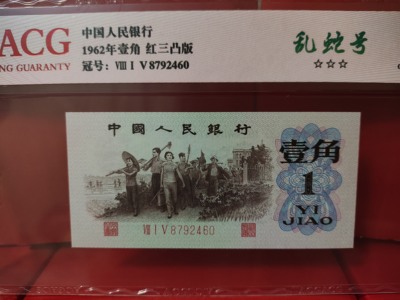 ACG
NG GUARANTY
中国人民银行
1962年壹角 红三凸版
冠号: VIII I V 8792460
乱蛇号
☆☆☆
中國人民銀行
壹角
1
YI
JIAO
VIII I V 8792460